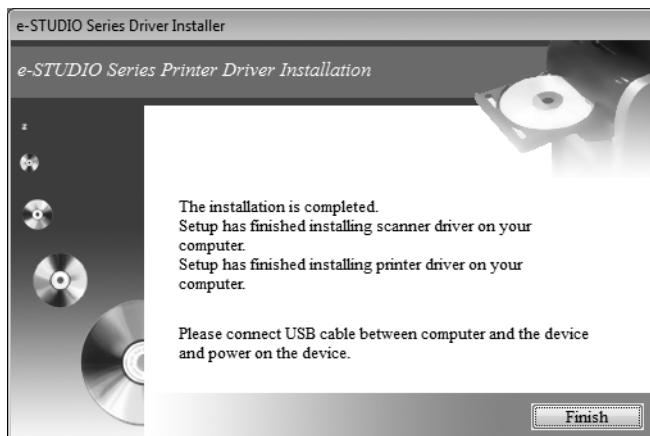 e-STUDIO Series Driver Installer
e-STUDIO Series Printer Driver Installation
The installation is completed.
Setup has finished installing scanner driver on your
computer.
Setup has finished installing printer driver on your
computer.
Please connect USB cable between computer and the device
and power on the device.
Finish